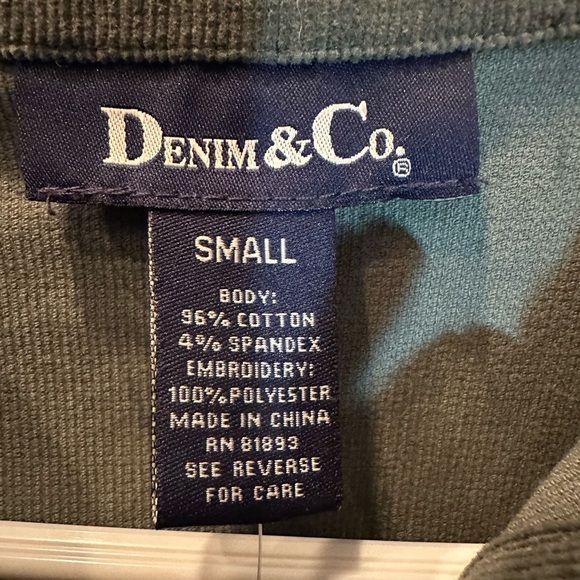 DENIM & CO.®
SMALL
BODY:
96% COTTON
4% SPANDEX
EMBROIDERY:
100% POLYESTER
MADE IN CHINA
RN 81893
SEE REVERSE
FOR CARE